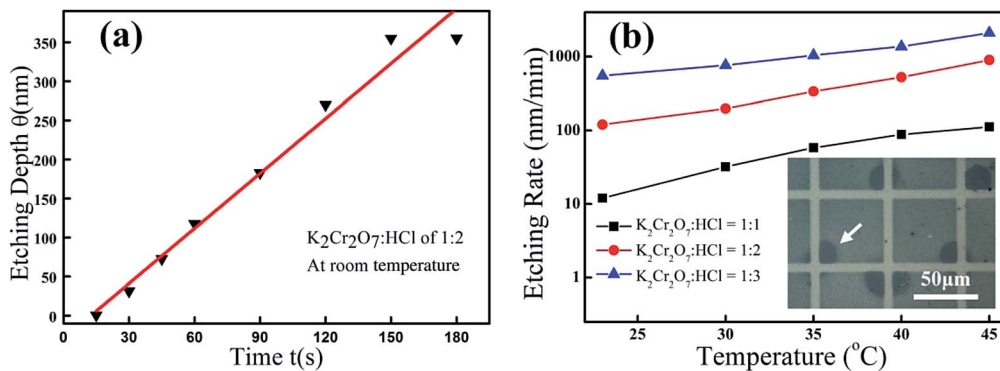 (a)
Etching Depth θ(nm)
350
300
250
200
150
100
50
0
K₂Cr₂O₇:HCl of 1:2
At room temperature
0 30 60 90 120 150 180
Time t(s)
(b)
Etching Rate (nm/min)
1000
100
10
1
K₂Cr₂O₇:HCl = 1:1
K₂Cr₂O₇:HCl = 1:2
K₂Cr₂O₇:HCl = 1:3
50μm
25 30 35 40 45
Temperature (°C)